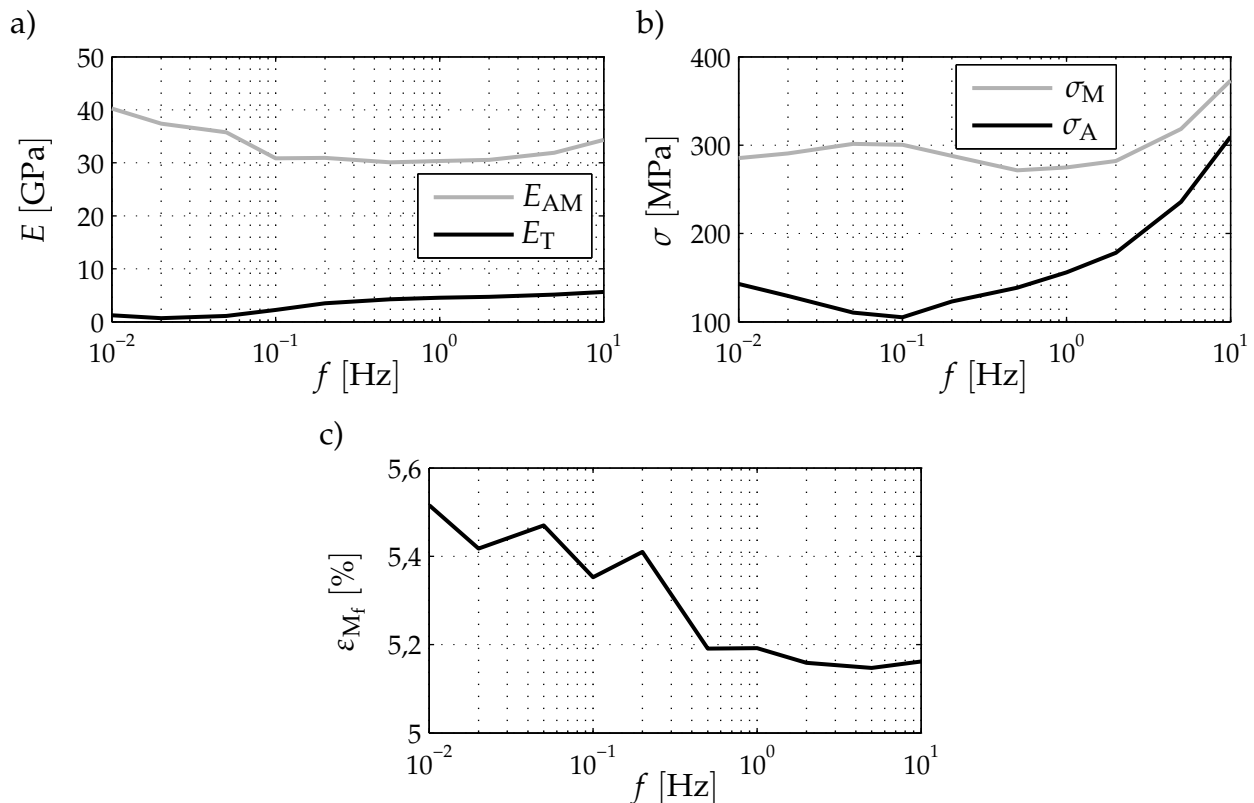 a)
50
40
30
20
10
0
E [GPa]
E_AM
E_T
10^-2
10^-1
10^0
10^1
f [Hz]
b)
400
300
200
100
σ [MPa]
σ_M
σ_A
10^-2
10^-1
10^0
10^1
f [Hz]
c)
5,6
5,4
5,2
5
ε_M_f [%]
10^-2
10^-1
10^0
10^1
f [Hz]